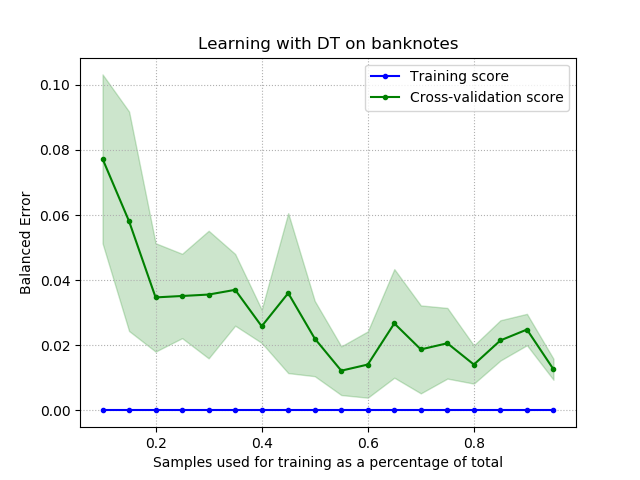 Learning with DT on banknotes
Training score
Cross-validation score
0.10
0.08
0.06
0.04
0.02
0.00
Balanced Error
0.2
0.4
0.6
0.8
Samples used for training as a percentage of total